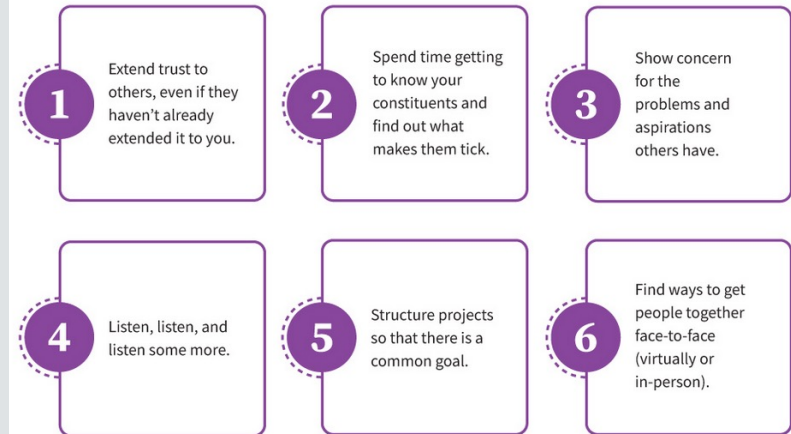 1
Extend trust to
others, even if they
haven’t already
extended it to you.
2
Spend time getting
to know your
constituents and
find out what
makes them tick.
3
Show concern
for the
problems and
aspirations
others have.
4
Listen, listen, and
listen some more.
5
Structure projects
so that there is a
common goal.
6
Find ways to get
people together
face-to-face
(virtually or
in-person).